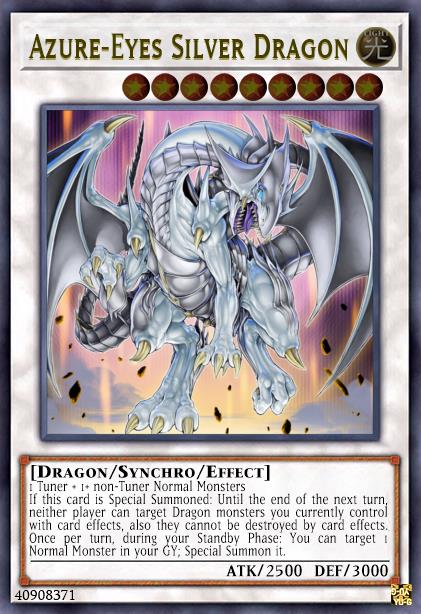 AZURE-EYES SILVER DRAGON
LIGHT
光
[DRAGON/SYNCHRO/EFFECT]
1 Tuner + 1+ non-Tuner Normal Monsters
If this card is Special Summoned: Until the end of the next turn,
neither player can target Dragon monsters you currently control
with card effects, also they cannot be destroyed by card effects.
Once per turn, during your Standby Phase: You can target 1
Normal Monster in your GY; Special Summon it.
ATK/2500 DEF/3000
40908371